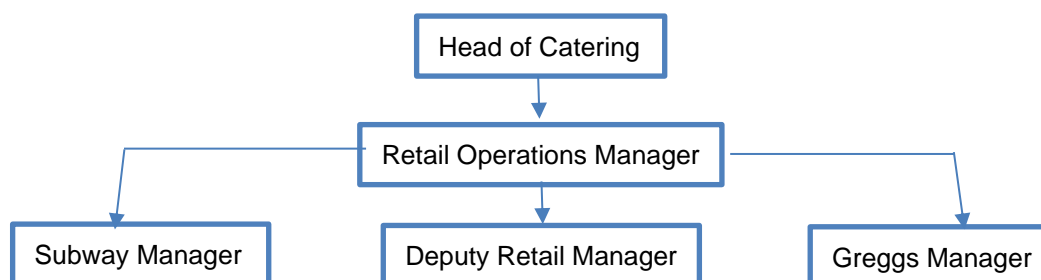 Head of Catering
Retail Operations Manager
Subway Manager
Deputy Retail Manager
Greggs Manager